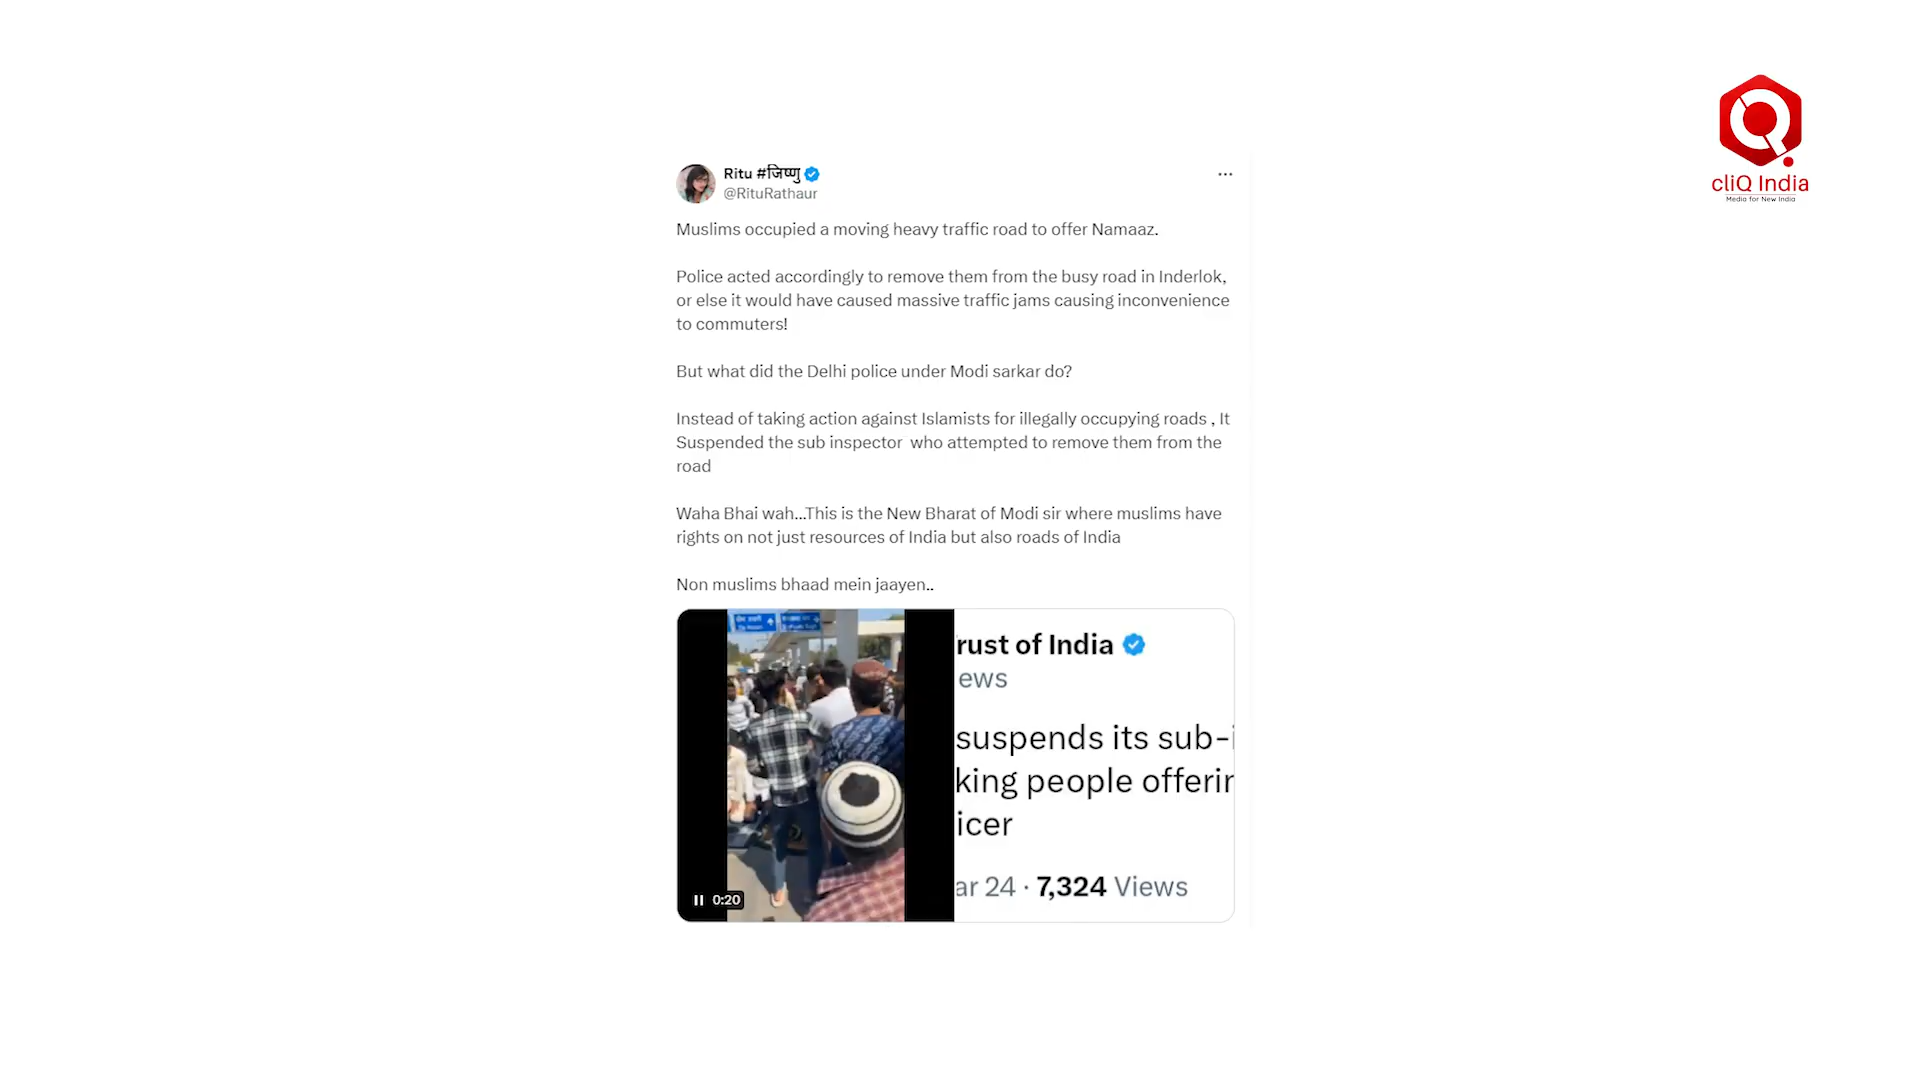 cliQ India
Media for New India
Ritu #जिष्णु
@RituRathaur
Muslims occupied a moving heavy traffic road to offer Namaaz.
Police acted accordingly to remove them from the busy road in Inderlok,
or else it would have caused massive traffic jams causing inconvenience
to commuters!
But what did the Delhi police under Modi sarkar do?
Instead of taking action against Islamists for illegally occupying roads , It
Suspended the sub inspector who attempted to remove them from the
road
Waha Bhai wah...This is the New Bharat of Modi sir where muslims have
rights on not just resources of India but also roads of India
Non muslims bhaad mein jaayen..
rust of India
ews
suspends its sub-i
king people offerin
icer
ar 24 · 7,324 Views
0:20